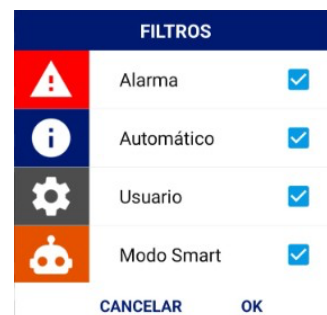 FILTROS
Alarma
Automático
Usuario
Modo Smart
CANCELAR OK